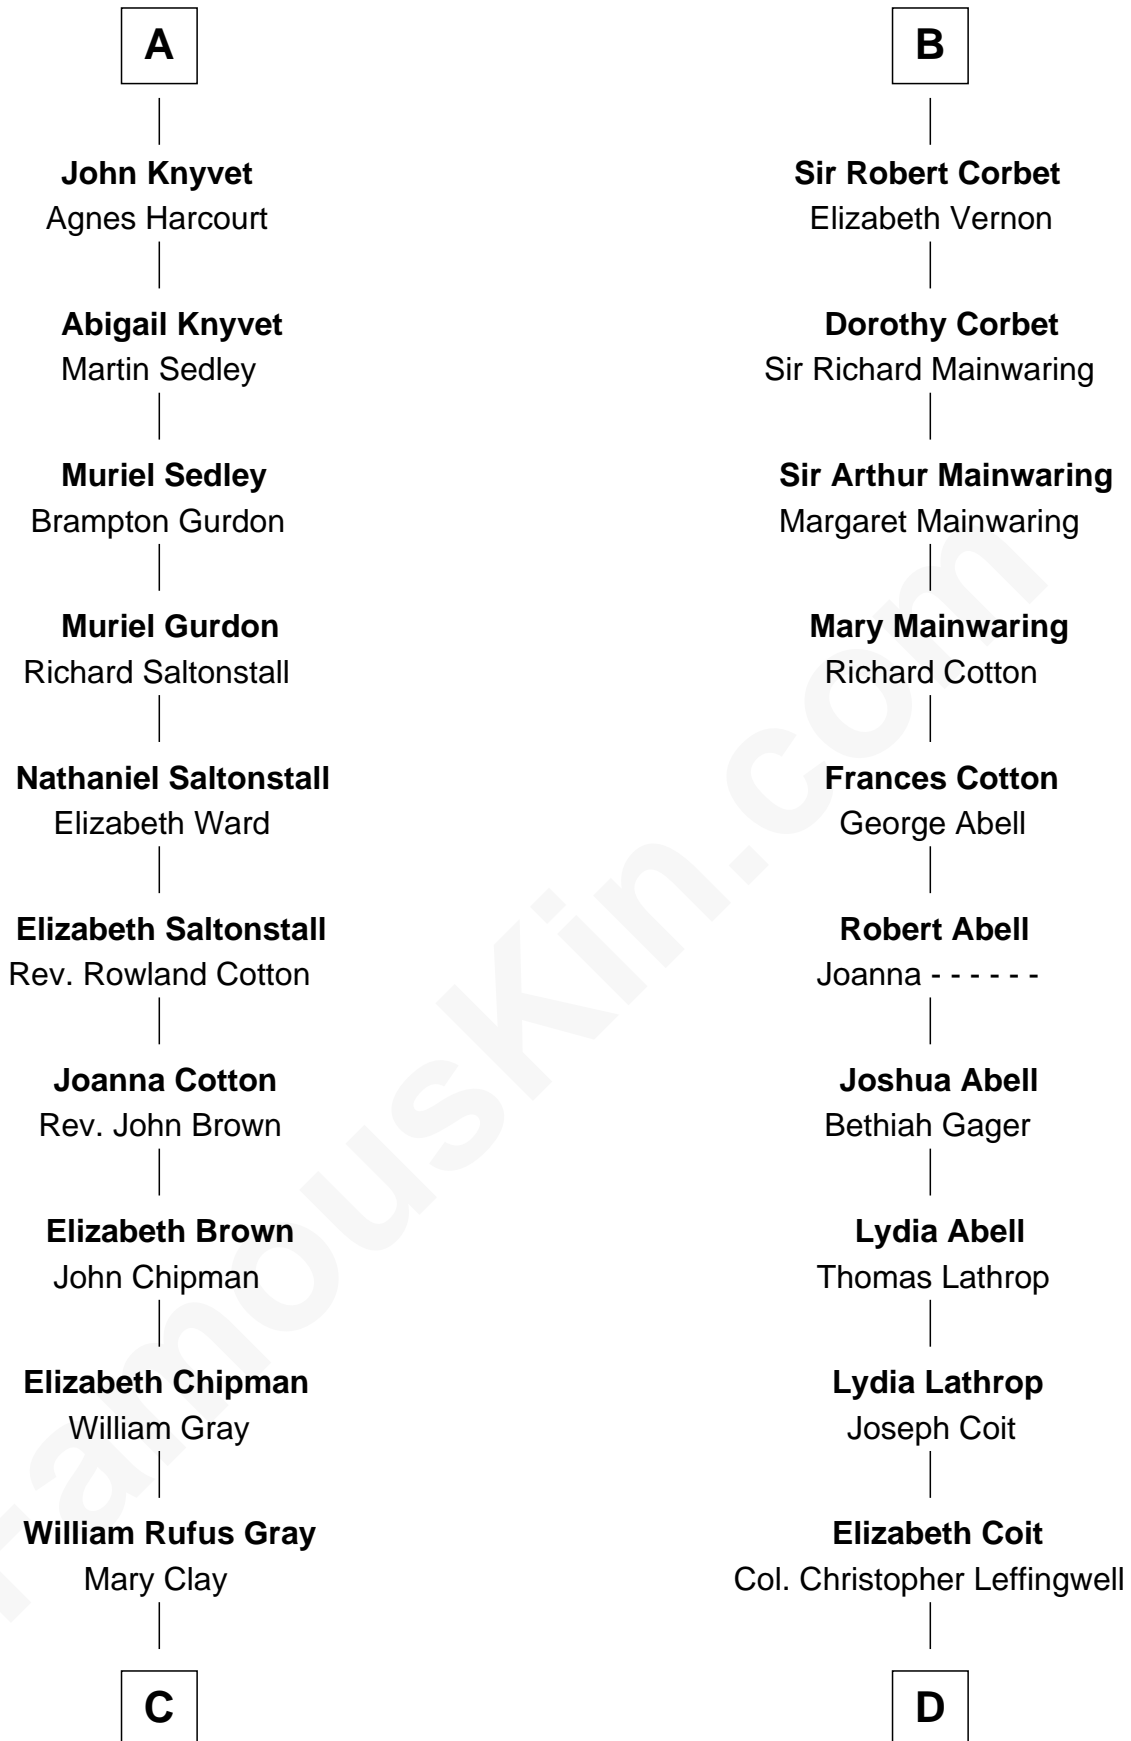 A
John Knyvet
Agnes Harcourt
Abigail Knyvet
Martin Sedley
Muriel Sedley
Brampton Gurdon
Muriel Gurdon
Richard Saltonstall
Nathaniel Saltonstall
Elizabeth Ward
Elizabeth Saltonstall
Rev. Rowland Cotton
Joanna Cotton
Rev. John Brown
Elizabeth Brown
John Chipman
Elizabeth Chipman
William Gray
William Rufus Gray
Mary Clay
C
B
Sir Robert Corbet
Elizabeth Vernon
Dorothy Corbet
Sir Richard Mainwaring
Sir Arthur Mainwaring
Margaret Mainwaring
Mary Mainwaring
Richard Cotton
Frances Cotton
George Abell
Robert Abell
Joanna - - - - - -
Joshua Abell
Bethiah Gager
Lydia Abell
Thomas Lathrop
Lydia Lathrop
Joseph Coit
Elizabeth Coit
Col. Christopher Leffingwell
D
FamousKin.com